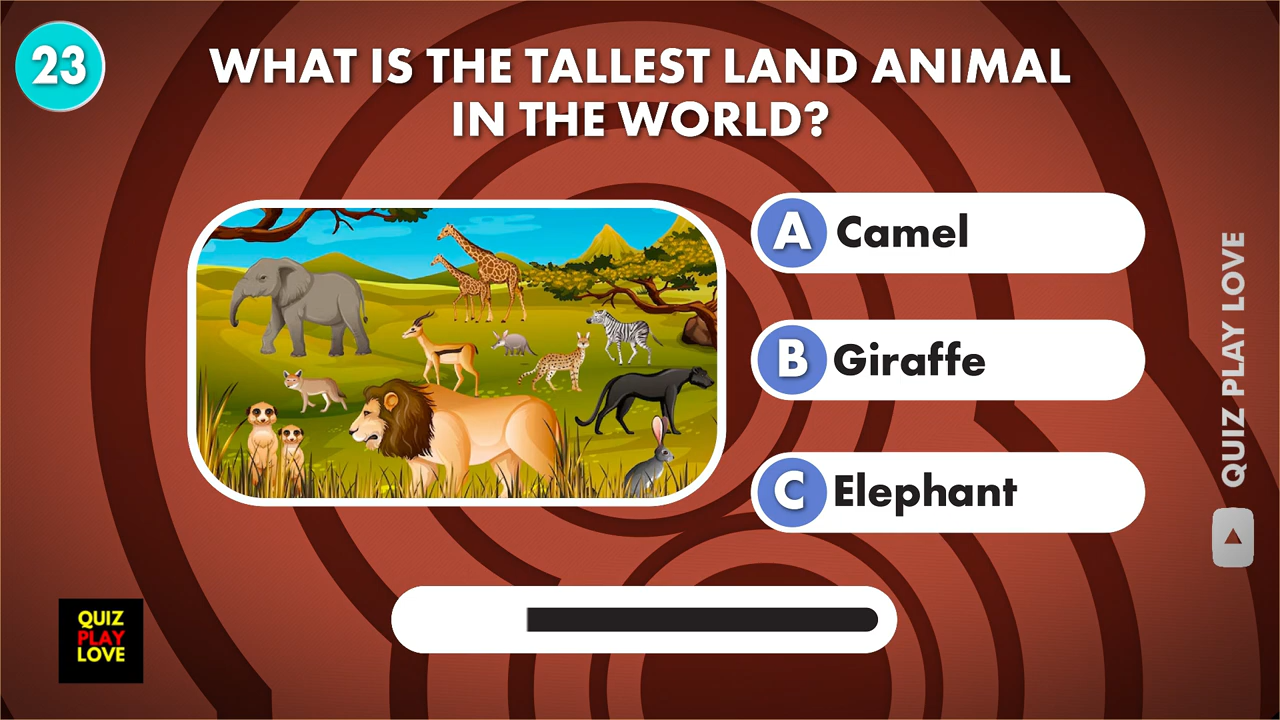 23
WHAT IS THE TALLEST LAND ANIMAL
IN THE WORLD?
A Camel
B Giraffe
C Elephant
QUIZ PLAY LOVE
QUIZ
PLAY
LOVE